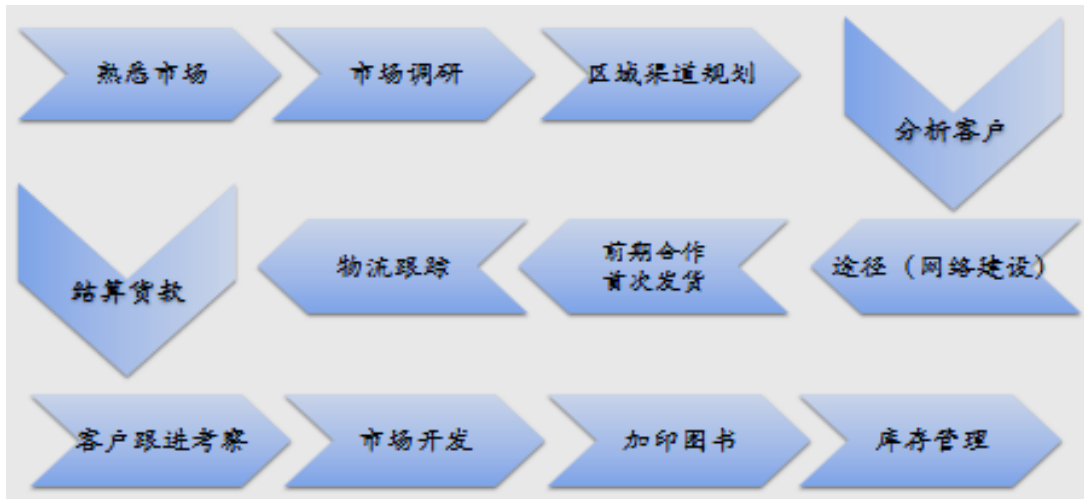 熟悉市场
市场调研
区域渠道规划
分析客户
途径（网络建设）
前期合作
首次发货
物流跟踪
结算货款
客户跟进考察
市场开发
加印图书
库存管理